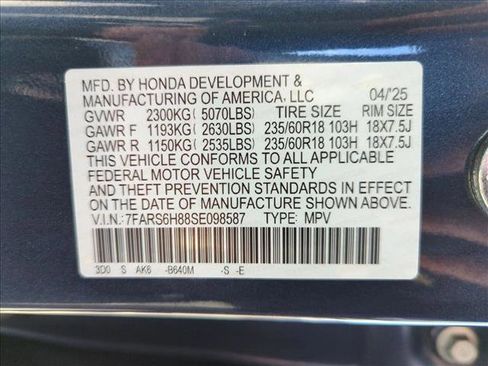 MFD. BY HONDA DEVELOPMENT &
MANUFACTURING OF AMERICA, LLC 04/'25
GVWR 2300KG ( 5070LBS) TIRE SIZE RIM SIZE
GAWR F 1193KG ( 2630LBS) 235/60R18 103H 18X7.5J
GAWR R 1150KG ( 2535LBS) 235/60R18 103H 18X7.5J
THIS VEHICLE CONFORMS TO ALL APPLICABLE
FEDERAL MOTOR VEHICLE SAFETY
AND THEFT PREVENTION STANDARDS IN EFFECT
ON THE DATE OF MANUFACTURE SHOWN ABOVE.
V.I.N.: 7FARS6H88SE098587 TYPE: MPV
3D0 S AK6 -B640M -S -E